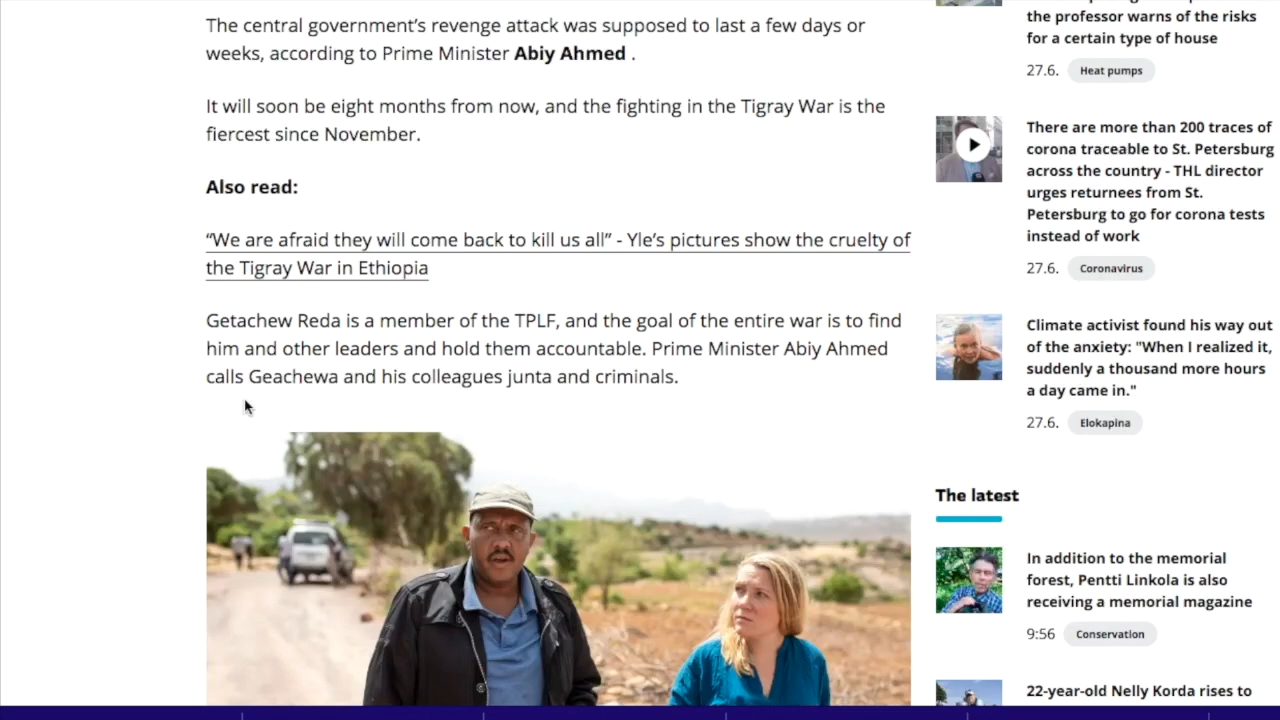 The central government’s revenge attack was supposed to last a few days or
weeks, according to Prime Minister Abiy Ahmed .
It will soon be eight months from now, and the fighting in the Tigray War is the
fiercest since November.
Also read:
“We are afraid they will come back to kill us all” - Yle’s pictures show the cruelty of
the Tigray War in Ethiopia
Getachew Reda is a member of the TPLF, and the goal of the entire war is to find
him and other leaders and hold them accountable. Prime Minister Abiy Ahmed
calls Geachewa and his colleagues junta and criminals.
the professor warns of the risks
for a certain type of house
27.6. Heat pumps
There are more than 200 traces of
corona traceable to St. Petersburg
across the country - THL director
urges returnees from St.
Petersburg to go for corona tests
instead of work
27.6. Coronavirus
Climate activist found his way out
of the anxiety: "When I realized it,
suddenly a thousand more hours
a day came in."
27.6. Elokapina
The latest
In addition to the memorial
forest, Pentti Linkola is also
receiving a memorial magazine
9:56 Conservation
22-year-old Nelly Korda rises to